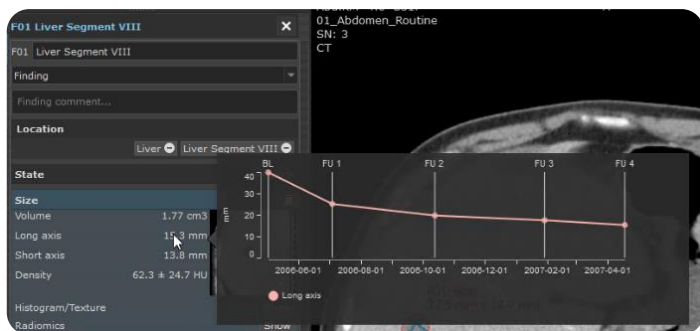 F01 Liver Segment VIII
F01 Liver Segment VIII
Finding
Finding comment...
Location
Liver Liver Segment VIII
State
Size
Volume 1.77 cm3
Long axis 15.3 mm
Short axis 13.8 mm
Density 62.3 ± 24.7 HU
Histogram/Texture
Radiomics Show
01_Abdomen_Routine
SN: 3
CT
BL FU 1 FU 2 FU 3 FU 4
40
30
20
10
0
mm
2006-06-01 2006-08-01 2006-10-01 2006-12-01 2007-02-01 2007-04-01
Long axis